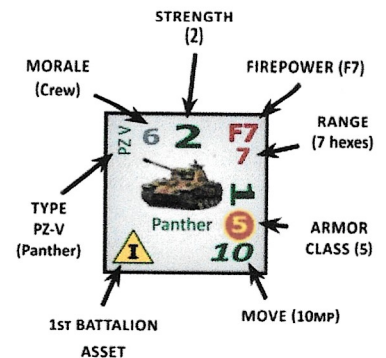 STRENGTH
(2)
MORALE
(Crew)
FIREPOWER (F7)
RANGE
(7 hexes)
PZ V
6 2 F7
7
1
Panther 5
I 10
TYPE
PZ-V
(Panther)
ARMOR
CLASS (5)
1ST BATTALION
ASSET
MOVE (10MP)